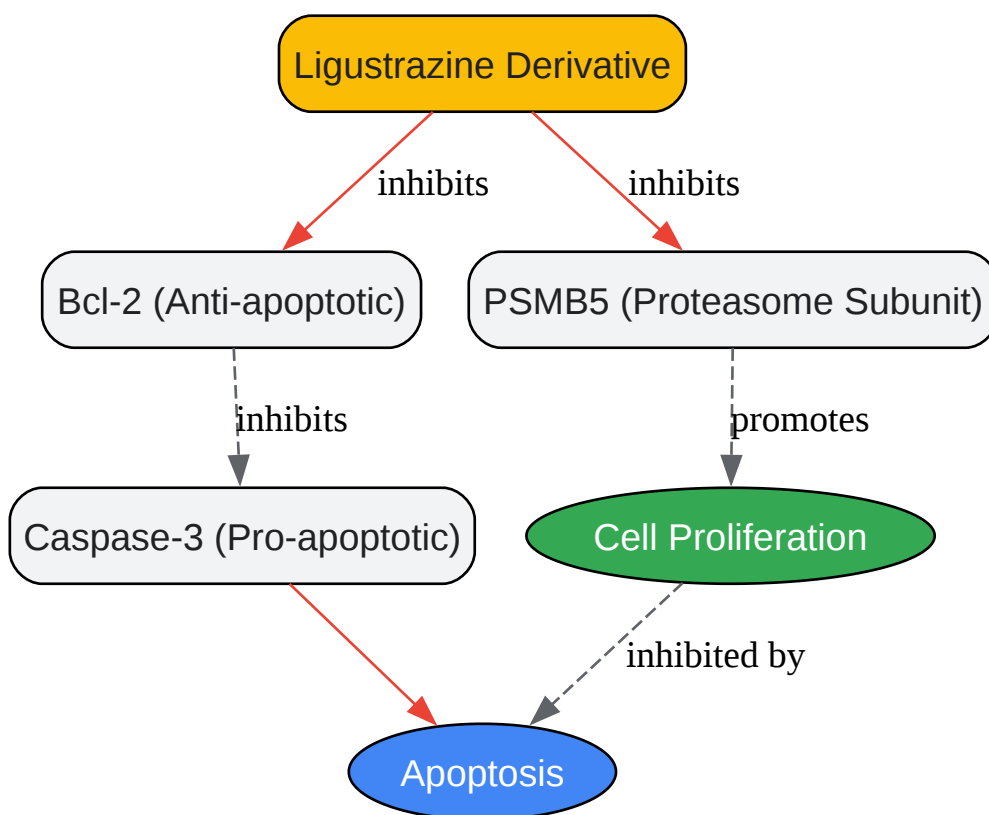 Ligustrazine Derivative
inhibits
inhibits
Bcl-2 (Anti-apoptotic)
PSMB5 (Proteasome Subunit)
inhibits
promotes
Caspase-3 (Pro-apoptotic)
Cell Proliferation
inhibited by
Apoptosis